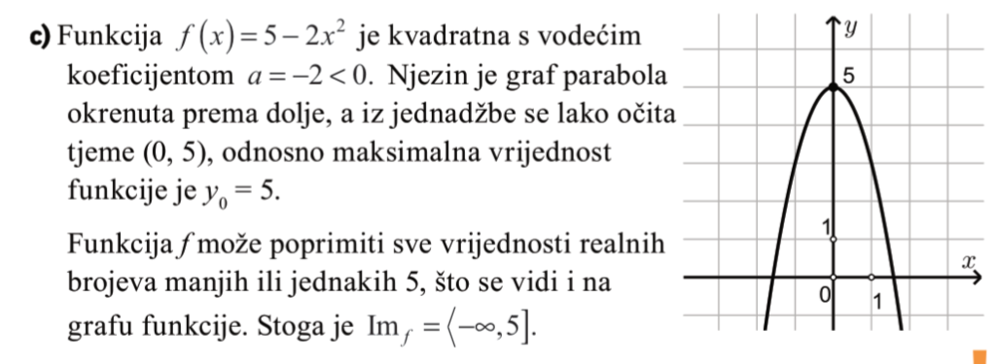 c) Funkcija f(x) = 5 – 2x² je kvadratna s vodećim
koeficijentom a = –2 < 0. Njezin je graf parabola
okrenuta prema dolje, a iz jednadžbe se lako očita
tjeme (0, 5), odnosno maksimalna vrijednost
funkcije je y₀ = 5.
Funkcija f može poprimiti sve vrijednosti realnih
brojeva manjih ili jednakih 5, što se vidi i na
grafu funkcije. Stoga je Im_f = ⟨–∞, 5].
y
5
1
x
0
1